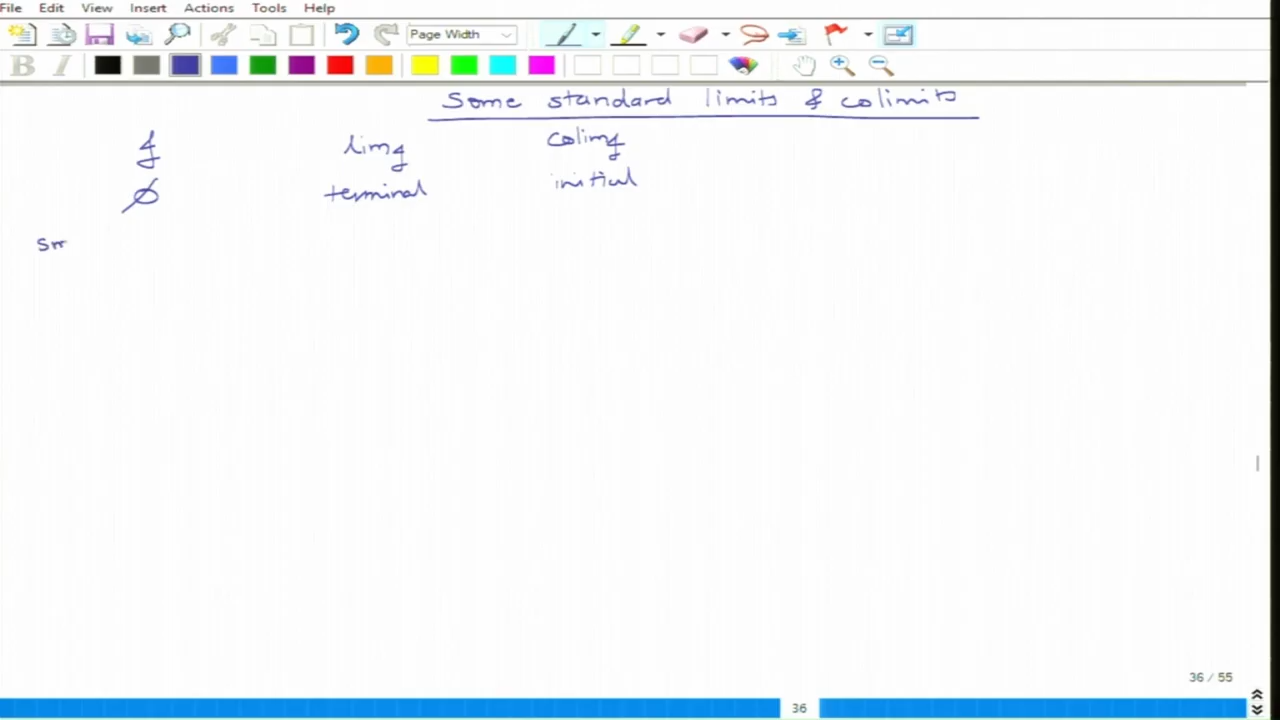 File Edit View Insert Actions Tools Help
Page Width
B I
Some standard limits & colimits
J lim J colim J
∅ terminal initial
Sm
36 / 55
36